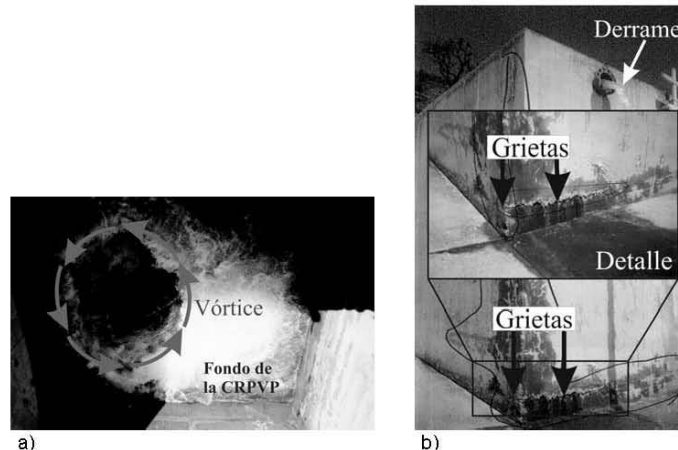 Vórtice
Fondo de
la CRPVP
a)
Derrame
Grietas
Detalle
Grietas
b)